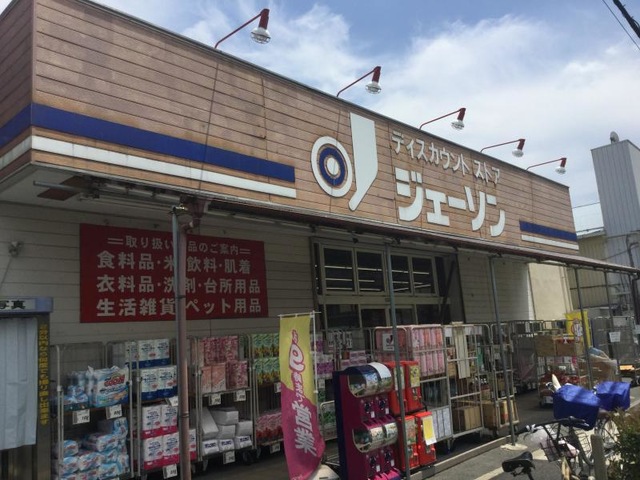 ディスカウント ストア
ジェーソン
=取り扱い 品のご案内=
食料品・米 飲料・肌着
衣料品・洗剤・台所用品
生活雑貨 ペット用品
営業